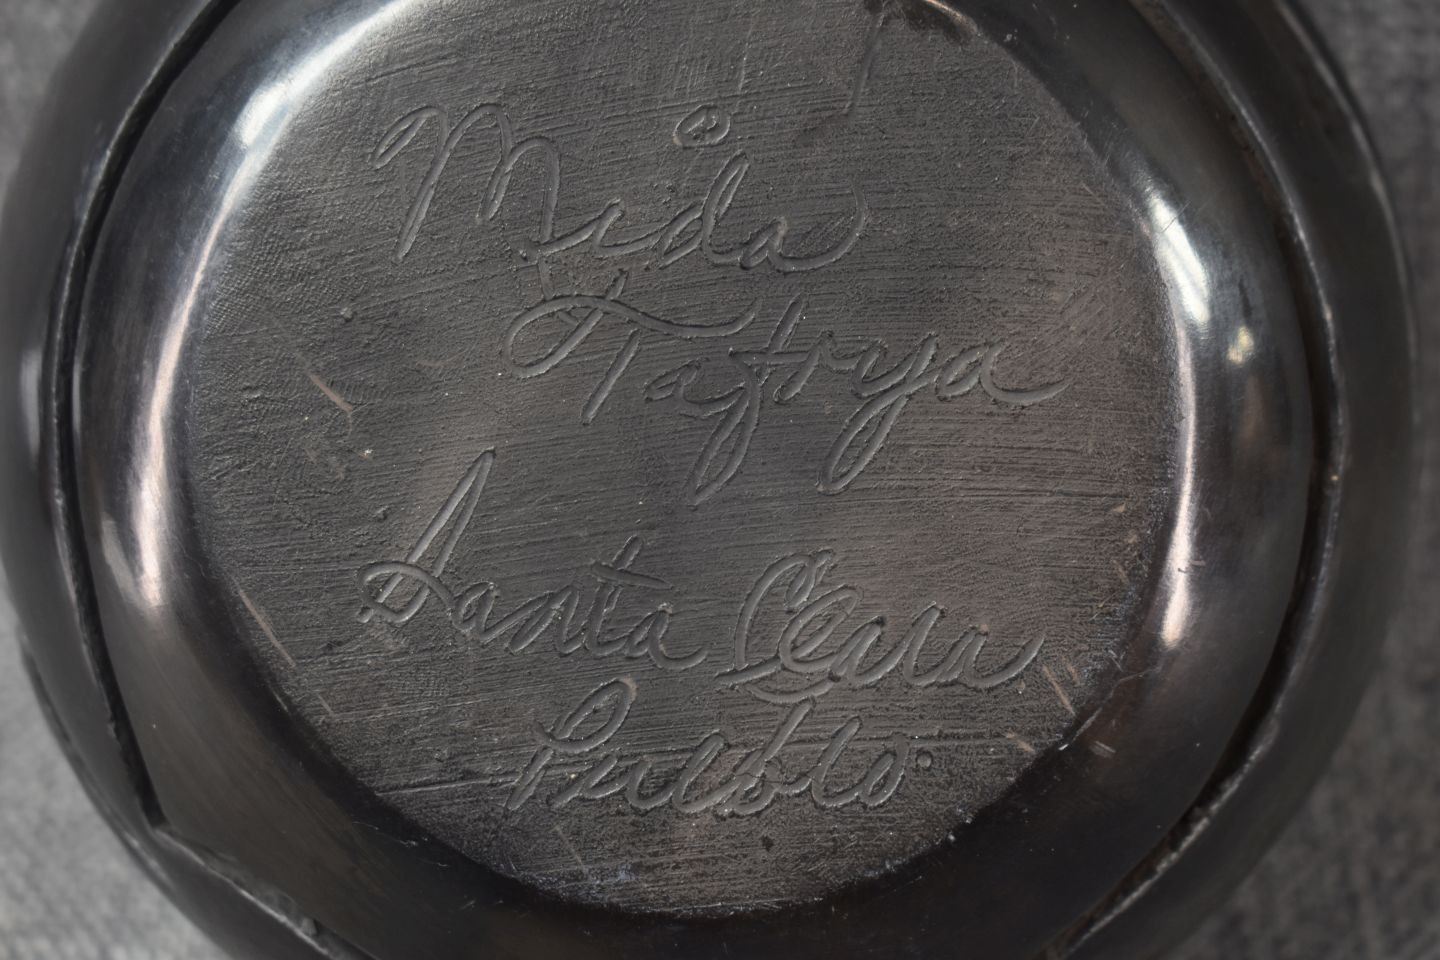 Mida
Tafoya
Santa Clara
Pueblo